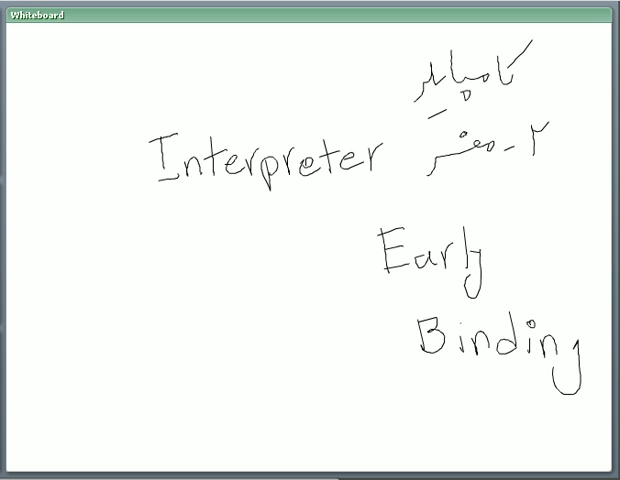 Whiteboard
کامپایلر
۲ - مفسر Interpreter
Early
Binding